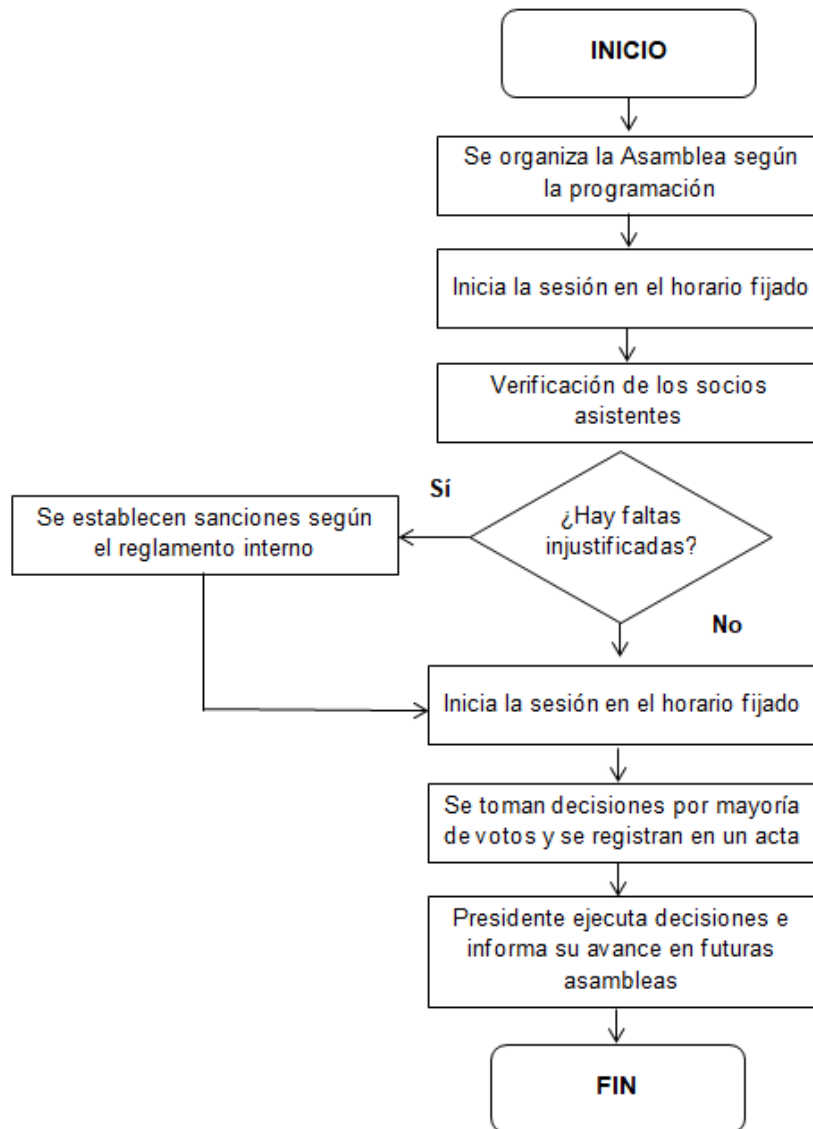 INICIO
Se organiza la Asamblea según
la programación
Inicia la sesión en el horario fijado
Verificación de los socios
asistentes
¿Hay faltas
injustificadas?
Sí
Se establecen sanciones según
el reglamento interno
No
Inicia la sesión en el horario fijado
Se toman decisiones por mayoría
de votos y se registran en un acta
Presidente ejecuta decisiones e
informa su avance en futuras
asambleas
FIN